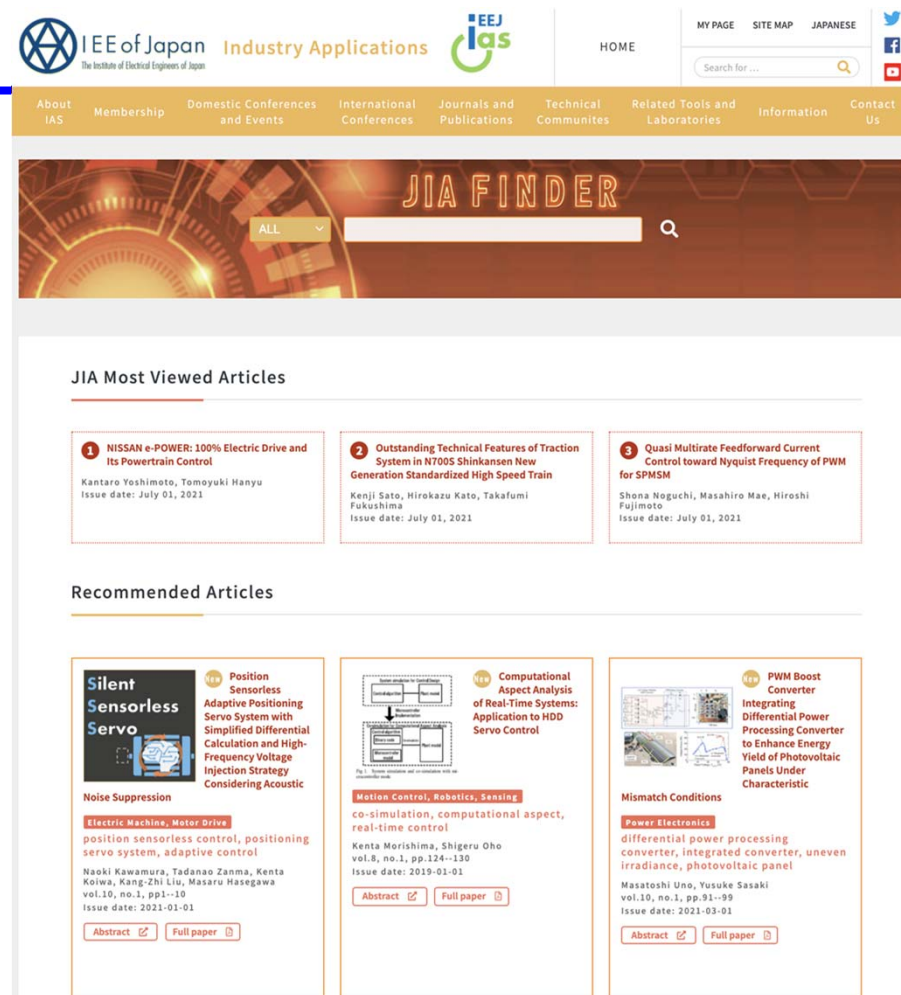 IEE of Japan
The Institute of Electrical Engineers of Japan
Industry Applications
IEEJ
ias
HOME
MY PAGE SITE MAP JAPANESE
Search for ...
About IAS
Membership
Domestic Conferences and Events
International Conferences
Journals and Publications
Technical Communites
Related Tools and Laboratories
Information
Contact Us
JIA FINDER
ALL
JIA Most Viewed Articles
1 NISSAN e-POWER: 100% Electric Drive and
Its Powertrain Control
Kantaro Yoshimoto, Tomoyuki Hanyu
Issue date: July 01, 2021
2 Outstanding Technical Features of Traction
System in N700S Shinkansen New
Generation Standardized High Speed Train
Kenji Sato, Hirokazu Kato, Takafumi
Fukushima
Issue date: July 01, 2021
3 Quasi Multirate Feedforward Current
Control toward Nyquist Frequency of PWM
for SPMSM
Shona Noguchi, Masahiro Mae, Hiroshi
Fujimoto
Issue date: July 01, 2021
Recommended Articles
Silent
Sensorless
Servo
New Position
Sensorless
Adaptive Positioning
Servo System with
Simplified Differential
Calculation and High-
Frequency Voltage
Injection Strategy
Considering Acoustic
Noise Suppression
Electric Machine, Motor Drive
position sensorless control, positioning
servo system, adaptive control
Naoki Kawamura, Tadanao Zanma, Kenta
Koiwa, Kang-Zhi Liu, Masaru Hasegawa
vol.10, no.1, pp1--10
Issue date: 2021-01-01
Abstract Full paper
New Computational
Aspect Analysis
of Real-Time Systems:
Application to HDD
Servo Control
Motion Control, Robotics, Sensing
co-simulation, computational aspect,
real-time control
Kenta Morishima, Shigeru Oho
vol.8, no.1, pp.124--130
Issue date: 2019-01-01
Abstract Full paper
New PWM Boost
Converter
Integrating
Differential Power
Processing Converter
to Enhance Energy
Yield of Photovoltaic
Panels Under
Characteristic
Mismatch Conditions
Power Electronics
differential power processing
converter, integrated converter, uneven
irradiance, photovoltaic panel
Masatoshi Uno, Yusuke Sasaki
vol.10, no.1, pp.91--99
Issue date: 2021-03-01
Abstract Full paper